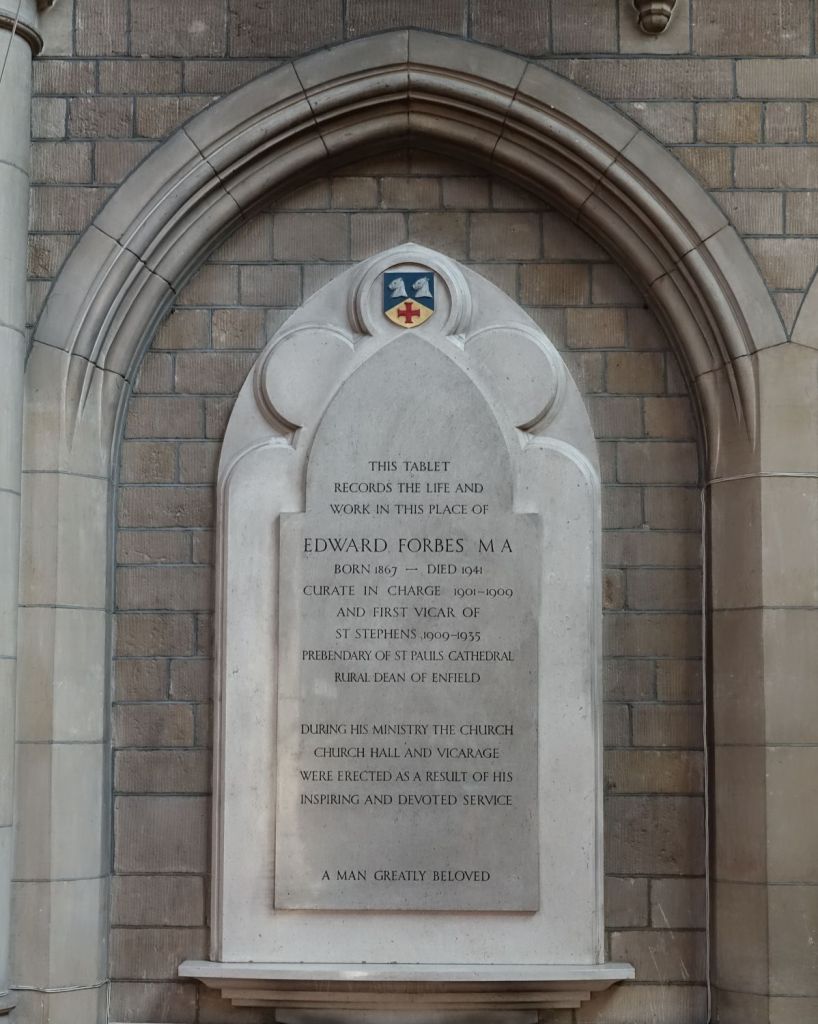 THIS TABLET
RECORDS THE LIFE AND
WORK IN THIS PLACE OF
EDWARD FORBES M A
BORN 1867 — DIED 1941
CURATE IN CHARGE 1901–1909
AND FIRST VICAR OF
ST STEPHENS, 1909–1935
PREBENDARY OF ST PAULS CATHEDRAL
RURAL DEAN OF ENFIELD
DURING HIS MINISTRY THE CHURCH
CHURCH HALL AND VICARAGE
WERE ERECTED AS A RESULT OF HIS
INSPIRING AND DEVOTED SERVICE
A MAN GREATLY BELOVED